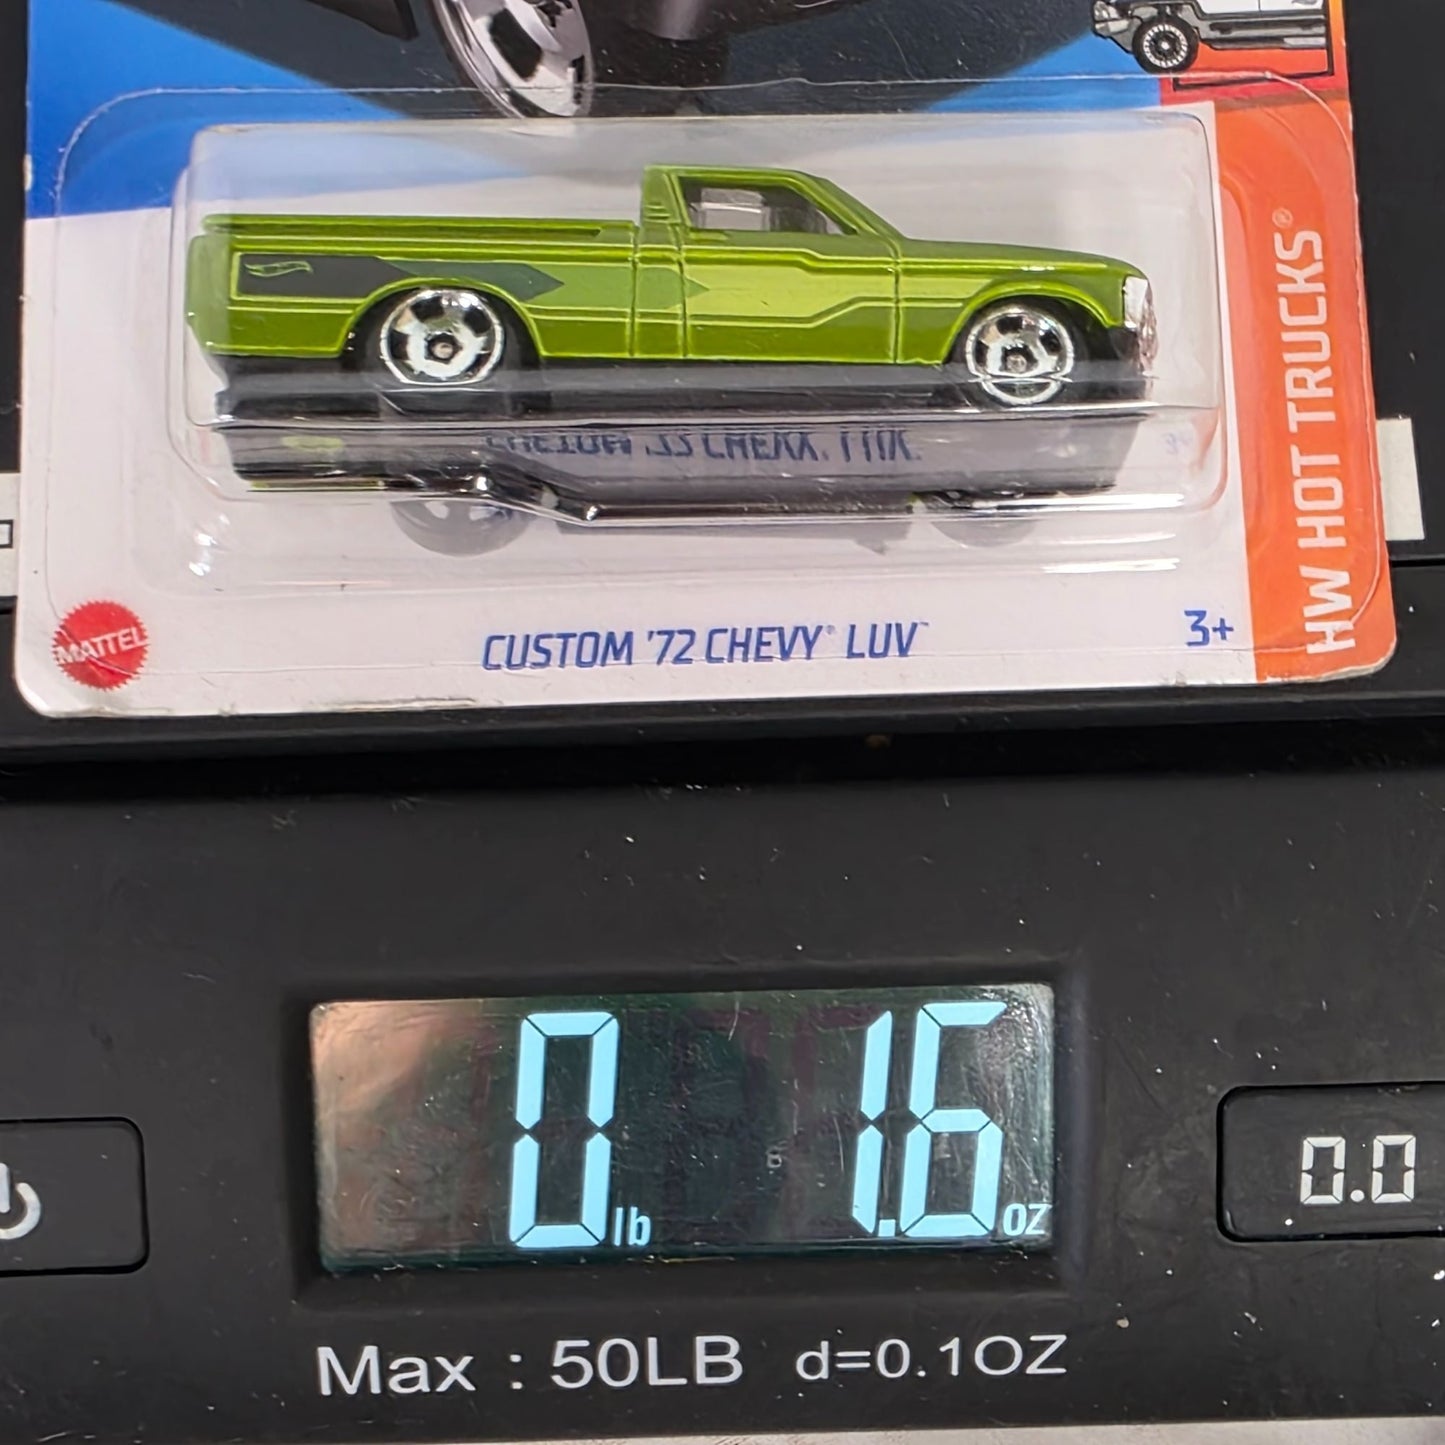 HW HOT TRUCKS®
MATTEL
CUSTOM '72 CHEVY® LUV™
3+
0 lb 1.6 oz
0.0
Max : 50LB d=0.1OZ